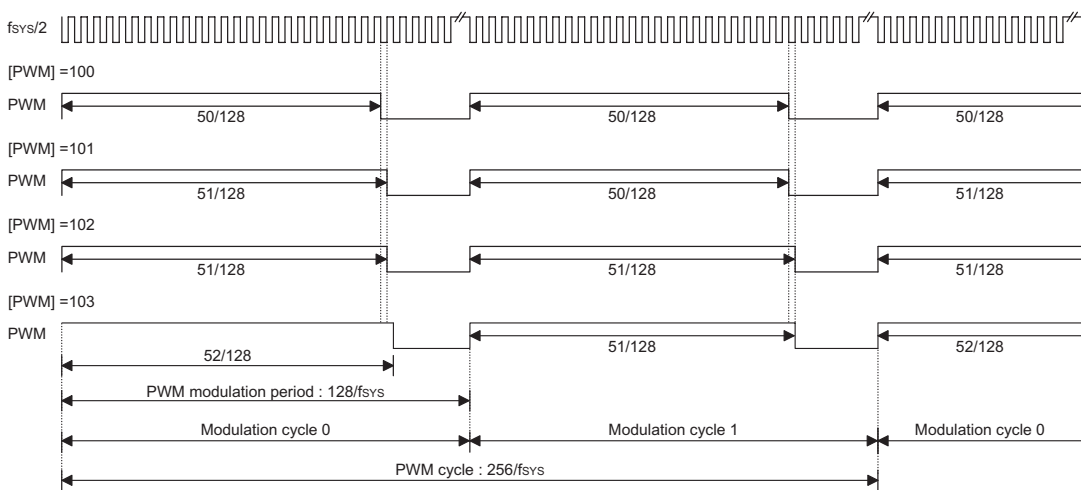 fSYS/2
[PWM] =100
PWM
50/128 50/128 50/128
[PWM] =101
PWM
51/128 50/128 51/128
[PWM] =102
PWM
51/128 51/128 51/128
[PWM] =103
PWM
52/128 51/128 52/128
PWM modulation period : 128/fSYS
Modulation cycle 0 Modulation cycle 1 Modulation cycle 0
PWM cycle : 256/fSYS